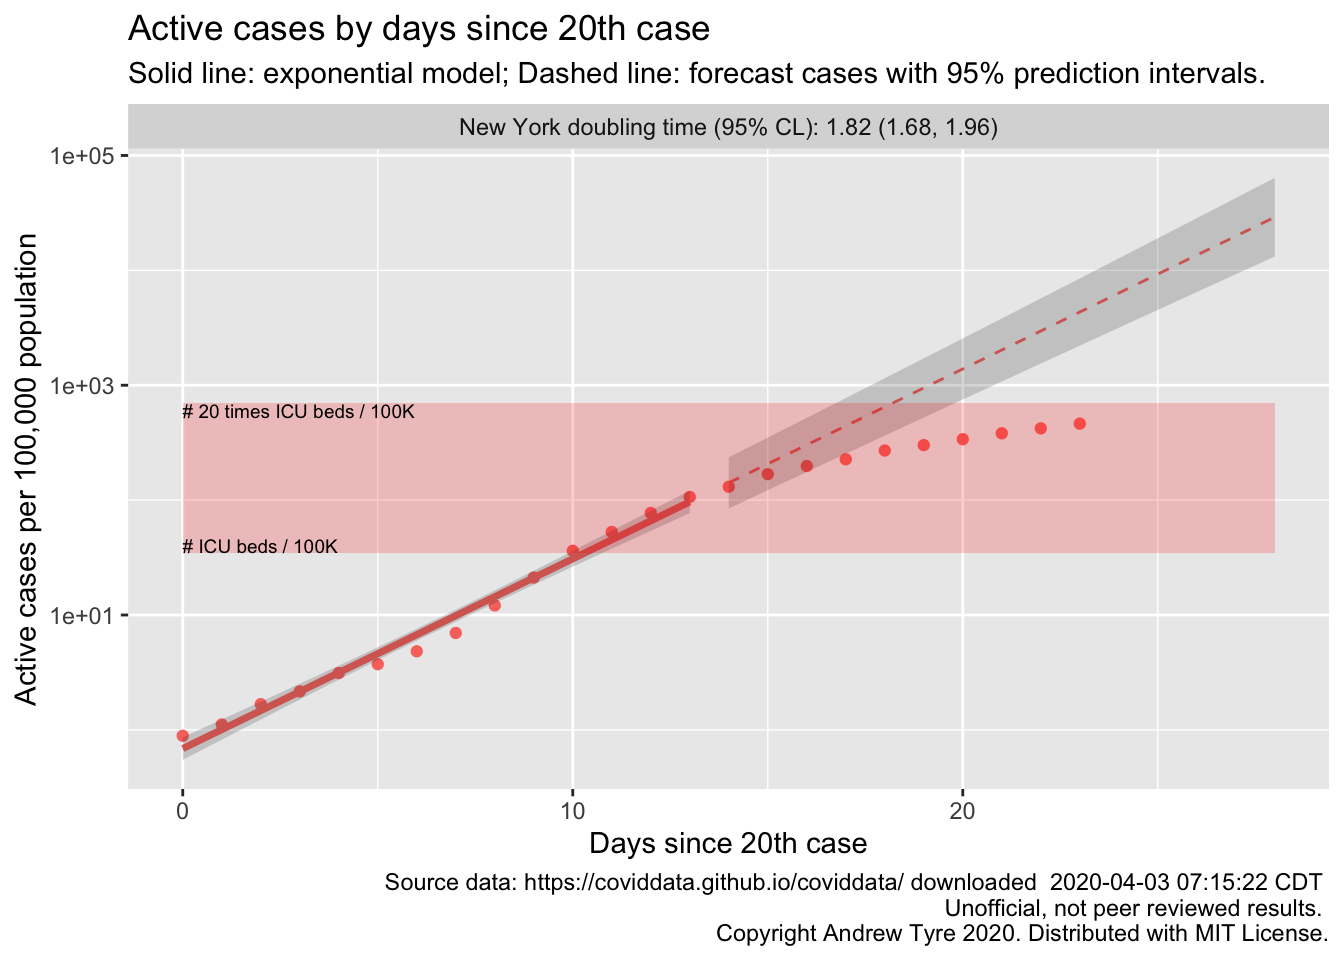 Active cases by days since 20th case
Solid line: exponential model; Dashed line: forecast cases with 95% prediction intervals.
New York doubling time (95% CL): 1.82 (1.68, 1.96)
Active cases per 100,000 population
1e+05
1e+03
1e+01
# 20 times ICU beds / 100K
# ICU beds / 100K
0
10
20
Days since 20th case
Source data: https://coviddata.github.io/coviddata/ downloaded  2020-04-03 07:15:22 CDT
Unofficial, not peer reviewed results.
Copyright Andrew Tyre 2020. Distributed with MIT License.